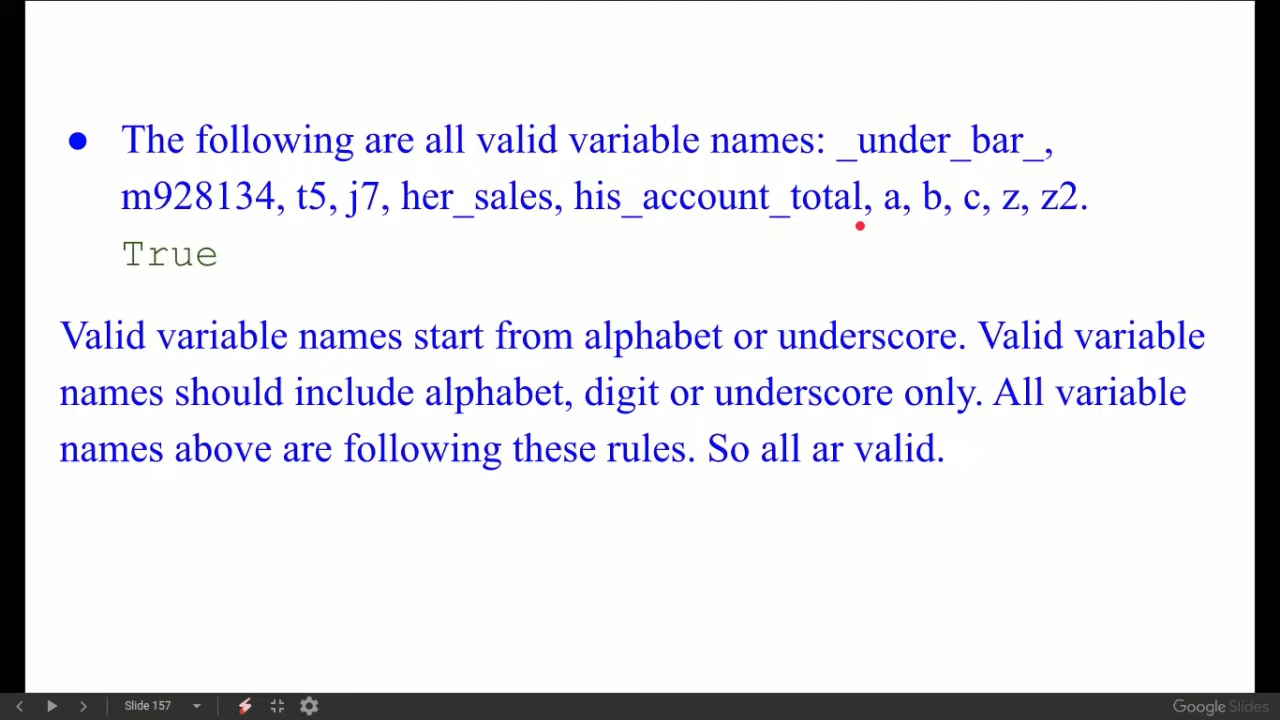 ● The following are all valid variable names: _under_bar_,
m928134, t5, j7, her_sales, his_account_total, a, b, c, z, z2.
True
Valid variable names start from alphabet or underscore. Valid variable
names should include alphabet, digit or underscore only. All variable
names above are following these rules. So all ar valid.
Slide 157
Google Slides